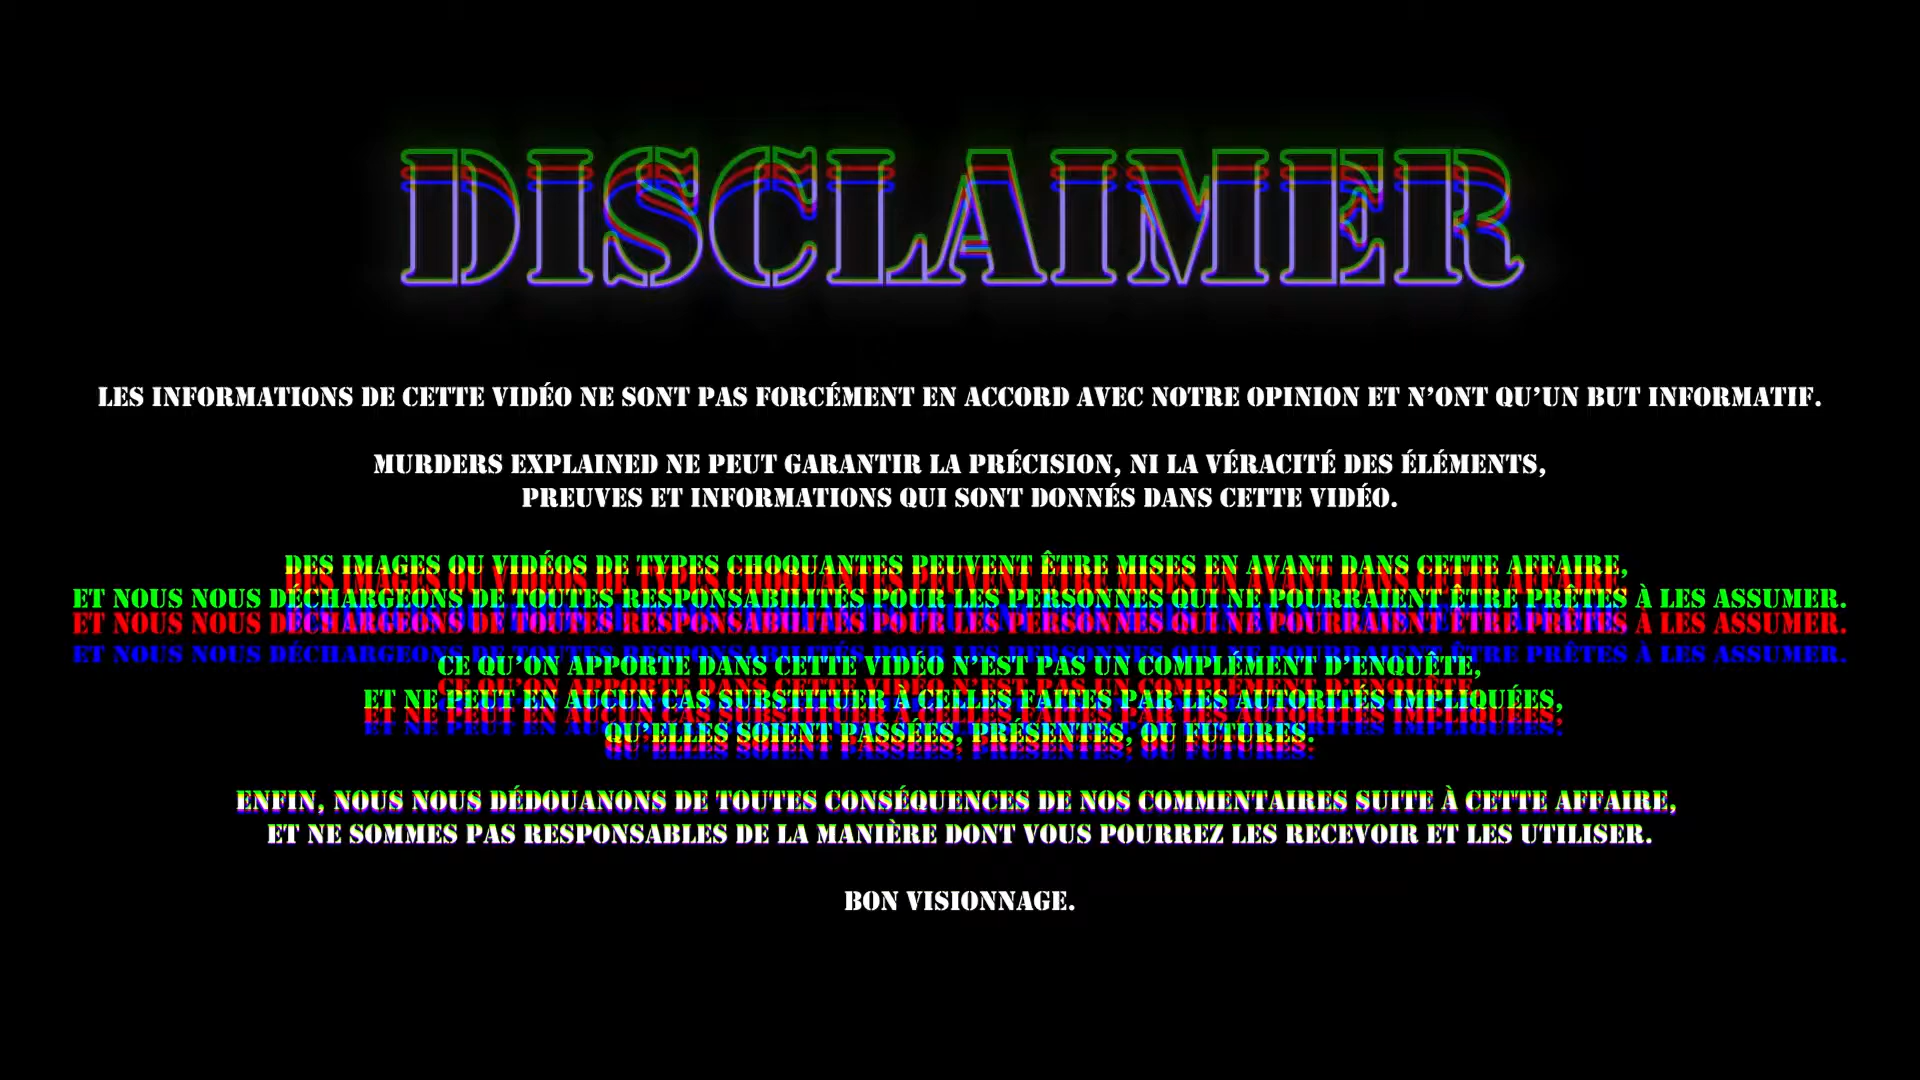 DISCLAIMER
LES INFORMATIONS DE CETTE VIDÉO NE SONT PAS FORCÉMENT EN ACCORD AVEC NOTRE OPINION ET N’ONT QU’UN BUT INFORMATIF.
MURDERS EXPLAINED NE PEUT GARANTIR LA PRÉCISION, NI LA VÉRACITÉ DES ÉLÉMENTS,
PREUVES ET INFORMATIONS QUI SONT DONNÉS DANS CETTE VIDÉO.
DES IMAGES OU VIDÉOS DE TYPES CHOQUANTES PEUVENT ÊTRE MISES EN AVANT DANS CETTE AFFAIRE,
ET NOUS NOUS DÉCHARGEONS DE TOUTES RESPONSABILITÉS POUR LES PERSONNES QUI NE POURRAIENT ÊTRE PRÊTES À LES ASSUMER.
CE QU’ON APPORTE DANS CETTE VIDÉO N’EST PAS UN COMPLÉMENT D’ENQUÊTE,
ET NE PEUT EN AUCUN CAS SUBSTITUER À CELLES FAITES PAR LES AUTORITÉS IMPLIQUÉES,
QU’ELLES SOIENT PASSÉES, PRÉSENTES, OU FUTURES.
ENFIN, NOUS NOUS DÉDOUANONS DE TOUTES CONSÉQUENCES DE NOS COMMENTAIRES SUITE À CETTE AFFAIRE,
ET NE SOMMES PAS RESPONSABLES DE LA MANIÈRE DONT VOUS POURREZ LES RECEVOIR ET LES UTILISER.
BON VISIONNAGE.